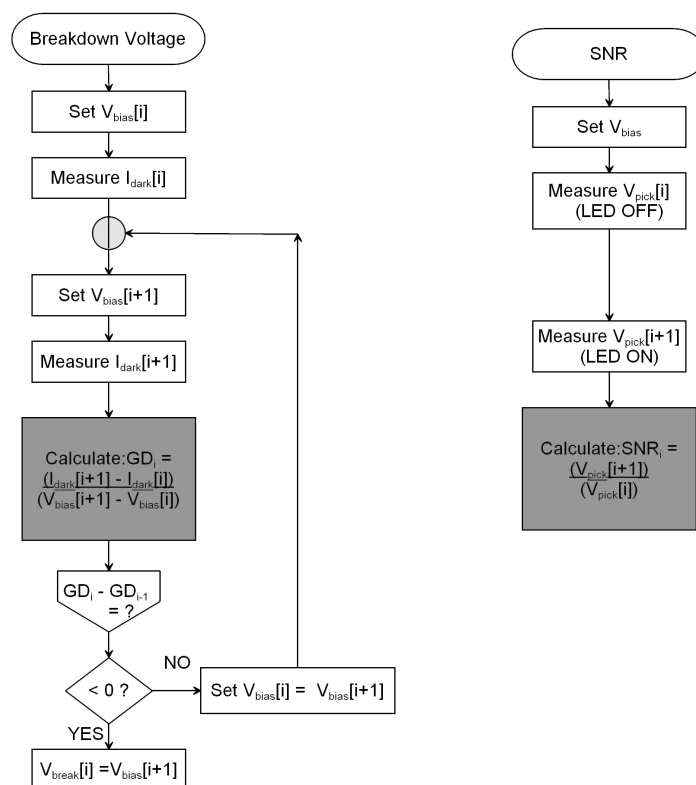 Breakdown Voltage
Set Vbias[i]
Measure Idark[i]
Set Vbias[i+1]
Measure Idark[i+1]
Calculate:GDi =
(Idark[i+1] - Idark[i])
(Vbias[i+1] - Vbias[i])
GDi - GDi-1
= ?
< 0 ?
NO
Set Vbias[i] = Vbias[i+1]
YES
Vbreak[i] =Vbias[i+1]
SNR
Set Vbias
Measure Vpick[i]
(LED OFF)
Measure Vpick[i+1]
(LED ON)
Calculate:SNRi =
(Vpick[i+1])
(Vpick[i])